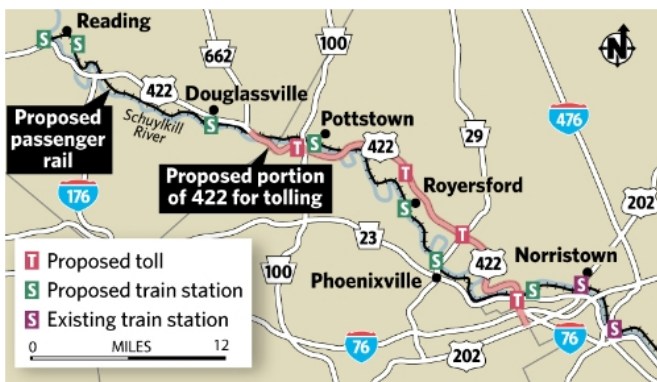 Reading
S
S
100
N
662
422
Douglassville
Proposed
passenger
rail
Schuylkill
River
S
Pottstown
T
S
422
29
476
Proposed portion
of 422 for tolling
T
176
Royersford
S
202
23
T
Norristown
T Proposed toll
S Proposed train station
S Existing train station
0 MILES 12
100
Phoenixville
S
422
S
S
T
76
202
76
S